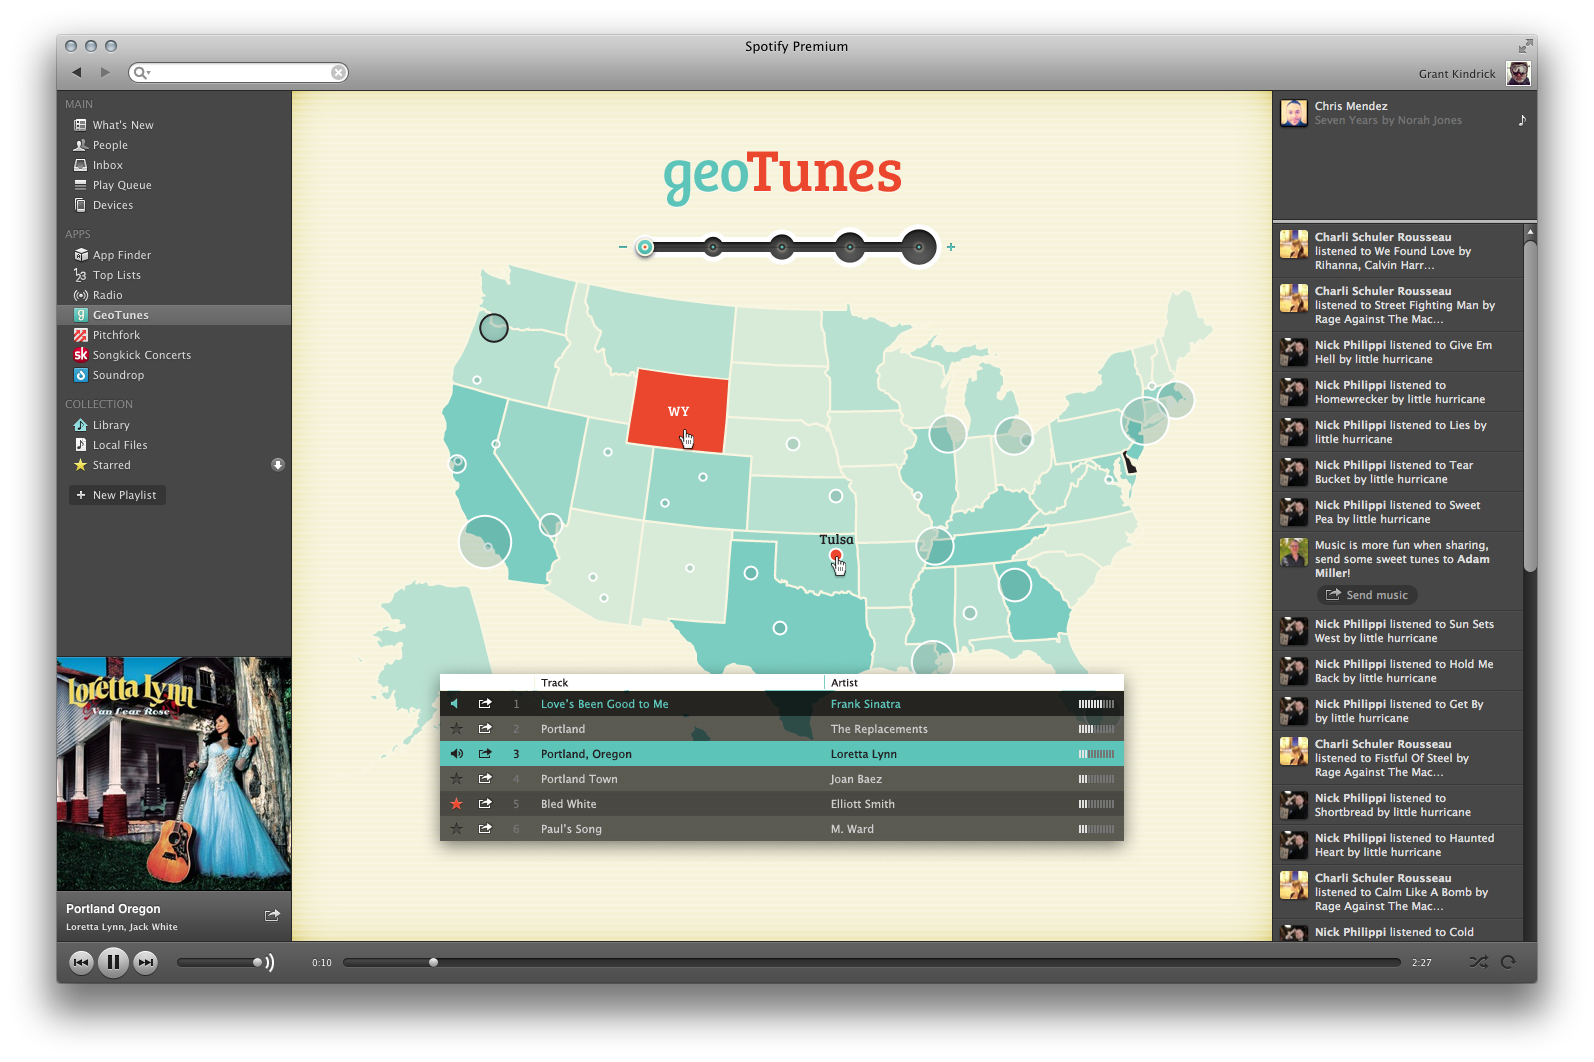 Spotify Premium
Grant Kindrick
MAIN
What's New
People
Inbox
Play Queue
Devices
APPS
App Finder
Top Lists
Radio
GeoTunes
Pitchfork
Songkick Concerts
Soundrop
COLLECTION
Library
Local Files
Starred
+ New Playlist
loretta lynn
Van Lear Rose
Portland Oregon
Loretta Lynn, Jack White
geoTunes
− +
WY
Tulsa
Track Artist
1 Love's Been Good to Me Frank Sinatra
2 Portland The Replacements
3 Portland, Oregon Loretta Lynn
4 Portland Town Joan Baez
5 Bled White Elliott Smith
6 Paul's Song M. Ward
Chris Mendez
Seven Years by Norah Jones
Charli Schuler Rousseau
listened to We Found Love by
Rihanna, Calvin Harr...
Charli Schuler Rousseau
listened to Street Fighting Man by
Rage Against The Mac...
Nick Philippi listened to Give Em
Hell by little hurricane
Nick Philippi listened to
Homewrecker by little hurricane
Nick Philippi listened to Lies by
little hurricane
Nick Philippi listened to Tear
Bucket by little hurricane
Nick Philippi listened to Sweet
Pea by little hurricane
Music is more fun when sharing,
send some sweet tunes to Adam
Miller!
Send music
Nick Philippi listened to Sun Sets
West by little hurricane
Nick Philippi listened to Hold Me
Back by little hurricane
Nick Philippi listened to Get By
by little hurricane
Charli Schuler Rousseau
listened to Fistful Of Steel by
Rage Against The Mac...
Nick Philippi listened to
Shortbread by little hurricane
Nick Philippi listened to Haunted
Heart by little hurricane
Charli Schuler Rousseau
listened to Calm Like A Bomb by
Rage Against The Mac...
Nick Philippi listened to Cold
0:10 2:27